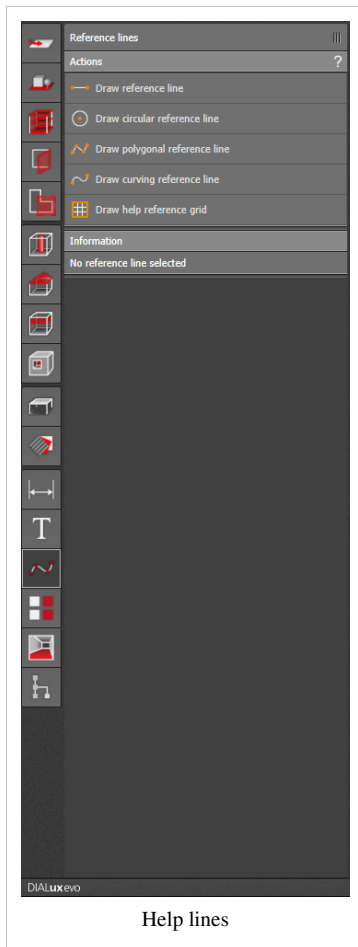 Reference lines
Actions ?
Draw reference line
Draw circular reference line
Draw polygonal reference line
Draw curving reference line
Draw help reference grid
Information
No reference line selected
T
DIALux evo
Help lines